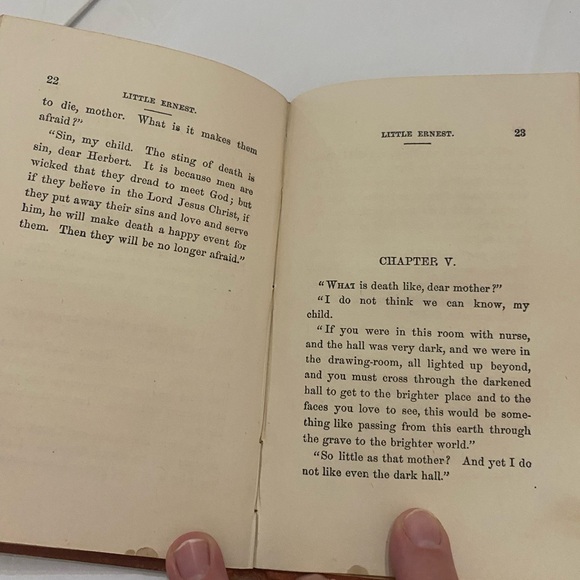 22
LITTLE ERNEST.
to die, mother. What is it makes them
afraid?"
"Sin, my child. The sting of death is
sin, dear Herbert. It is because men are
wicked that they dread to meet God; but
if they believe in the Lord Jesus Christ, if
they put away their sins and love and serve
him, he will make death a happy event for
them. Then they will be no longer afraid."
LITTLE ERNEST. 23
CHAPTER V.
"WHAT is death like, dear mother?"
"I do not think we can know, my
child.
"If you were in this room with nurse,
and the hall was very dark, and we were in
the drawing-room, all lighted up beyond,
and you must cross through the darkened
hall to get to the brighter place and to the
faces you love to see, this would be some-
thing like passing from this earth through
the grave to the brighter world."
"So little as that mother? And yet I do
not like even the dark hall."